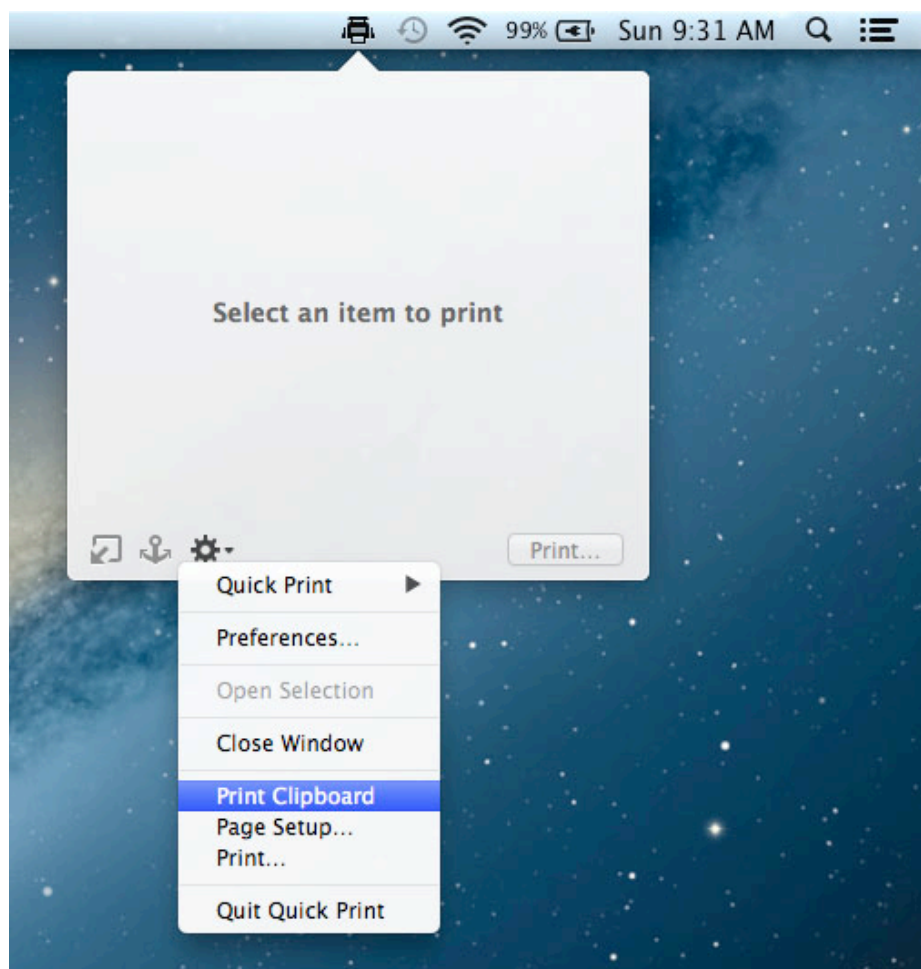 99% Sun 9:31 AM
Select an item to print
Print...
Quick Print
Preferences...
Open Selection
Close Window
Print Clipboard
Page Setup...
Print...
Quit Quick Print